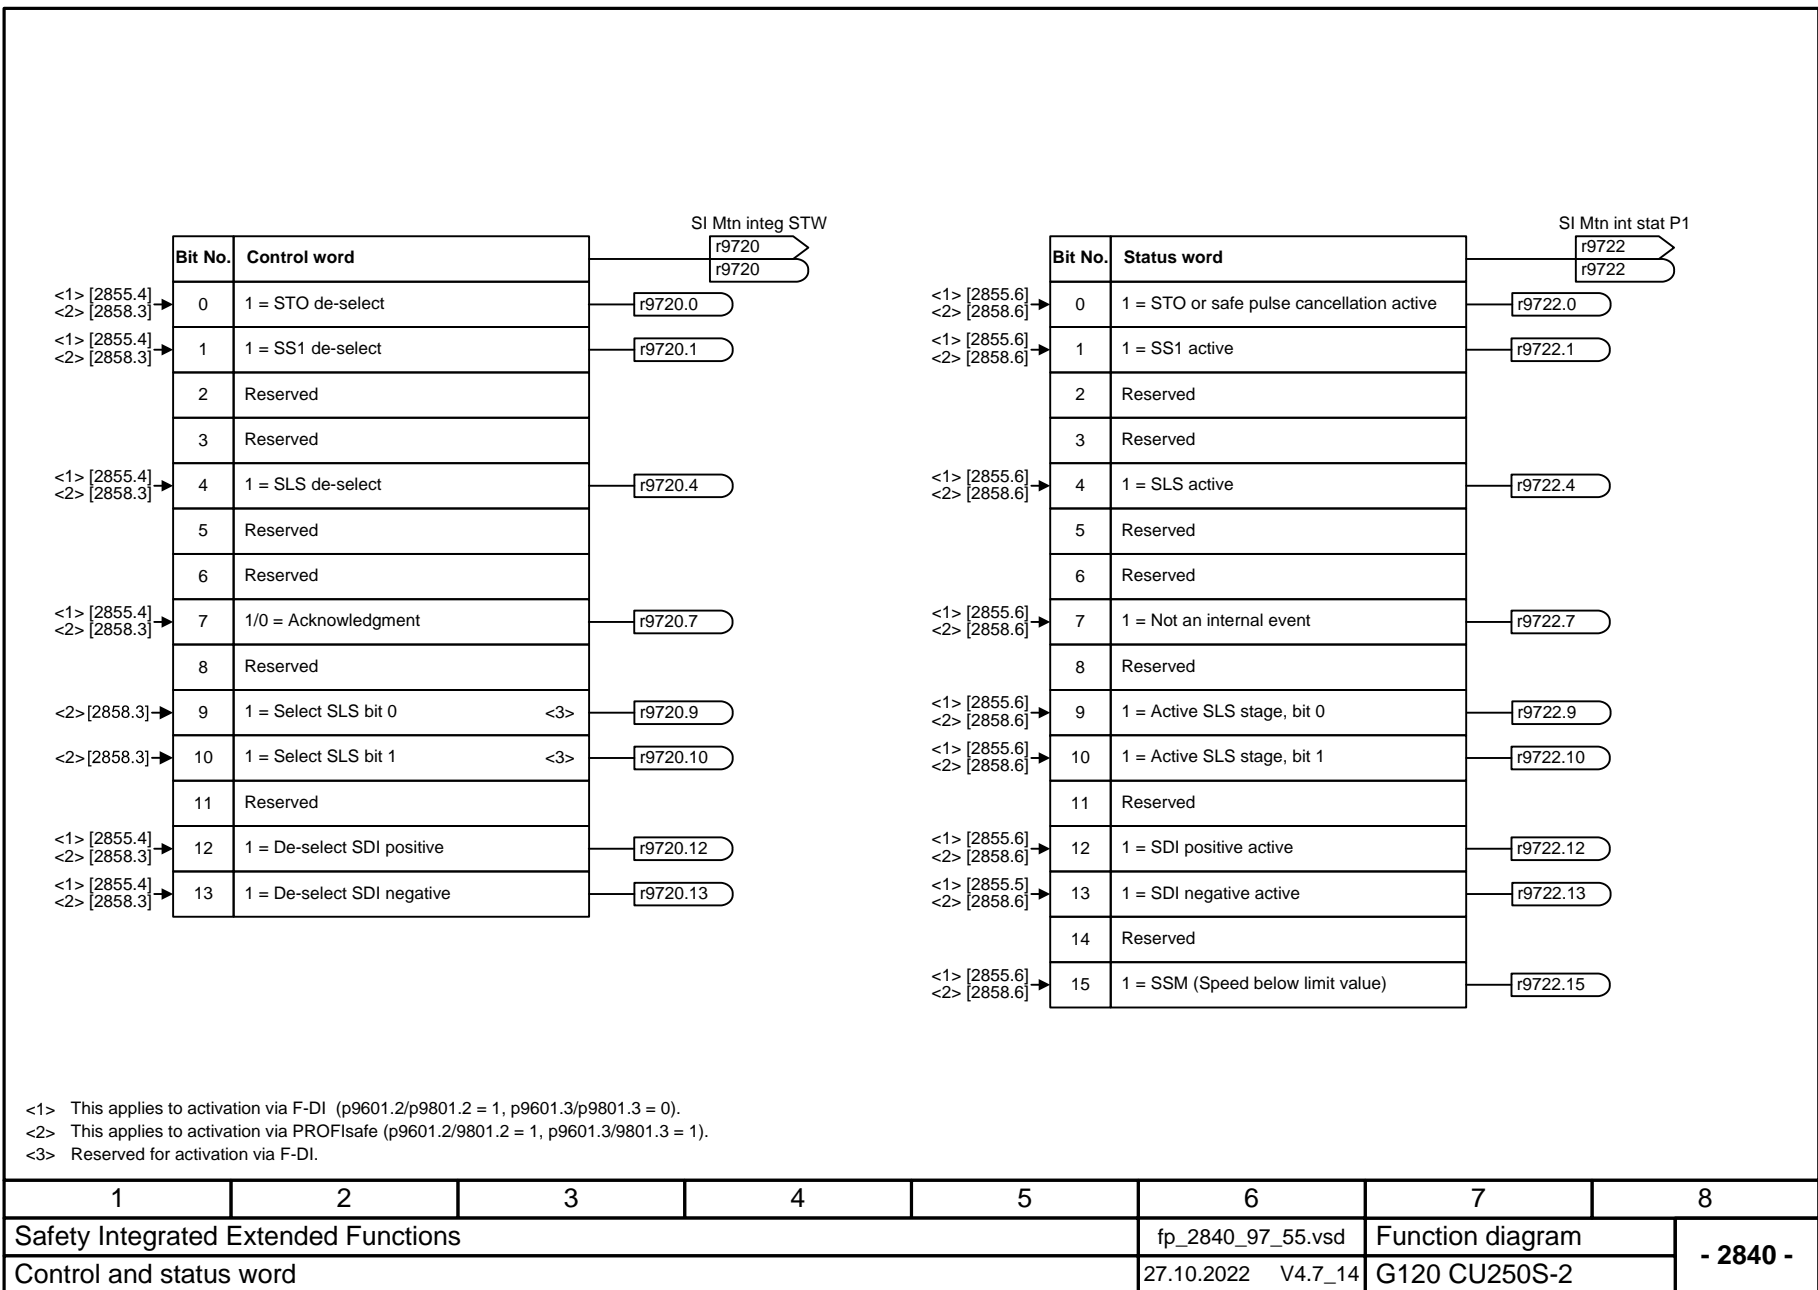 SI Mtn integ STW
r9720
r9720
Bit No. Control word
<1> [2855.4]
<2> [2858.3]
0 1 = STO de-select r9720.0
<1> [2855.4]
<2> [2858.3]
1 1 = SS1 de-select r9720.1
2 Reserved
3 Reserved
<1> [2855.4]
<2> [2858.3]
4 1 = SLS de-select r9720.4
5 Reserved
6 Reserved
<1> [2855.4]
<2> [2858.3]
7 1/0 = Acknowledgment r9720.7
8 Reserved
<2>[2858.3] 9 1 = Select SLS bit 0 <3> r9720.9
<2>[2858.3] 10 1 = Select SLS bit 1 <3> r9720.10
11 Reserved
<1> [2855.4]
<2> [2858.3]
12 1 = De-select SDI positive r9720.12
<1> [2855.4]
<2> [2858.3]
13 1 = De-select SDI negative r9720.13
SI Mtn int stat P1
r9722
r9722
Bit No. Status word
<1> [2855.6]
<2> [2858.6]
0 1 = STO or safe pulse cancellation active r9722.0
<1> [2855.6]
<2> [2858.6]
1 1 = SS1 active r9722.1
2 Reserved
3 Reserved
<1> [2855.6]
<2> [2858.6]
4 1 = SLS active r9722.4
5 Reserved
6 Reserved
<1> [2855.6]
<2> [2858.6]
7 1 = Not an internal event r9722.7
8 Reserved
<1> [2855.6]
<2> [2858.6]
9 1 = Active SLS stage, bit 0 r9722.9
<1> [2855.6]
<2> [2858.6]
10 1 = Active SLS stage, bit 1 r9722.10
11 Reserved
<1> [2855.6]
<2> [2858.6]
12 1 = SDI positive active r9722.12
<1> [2855.5]
<2> [2858.6]
13 1 = SDI negative active r9722.13
14 Reserved
<1> [2855.6]
<2> [2858.6]
15 1 = SSM (Speed below limit value) r9722.15
<1> This applies to activation via F-DI (p9601.2/p9801.2 = 1, p9601.3/p9801.3 = 0).
<2> This applies to activation via PROFIsafe (p9601.2/9801.2 = 1, p9601.3/9801.3 = 1).
<3> Reserved for activation via F-DI.
1 2 3 4 5 6 7 8
Safety Integrated Extended Functions fp_2840_97_55.vsd Function diagram
- 2840 -
Control and status word 27.10.2022 V4.7_14 G120 CU250S-2